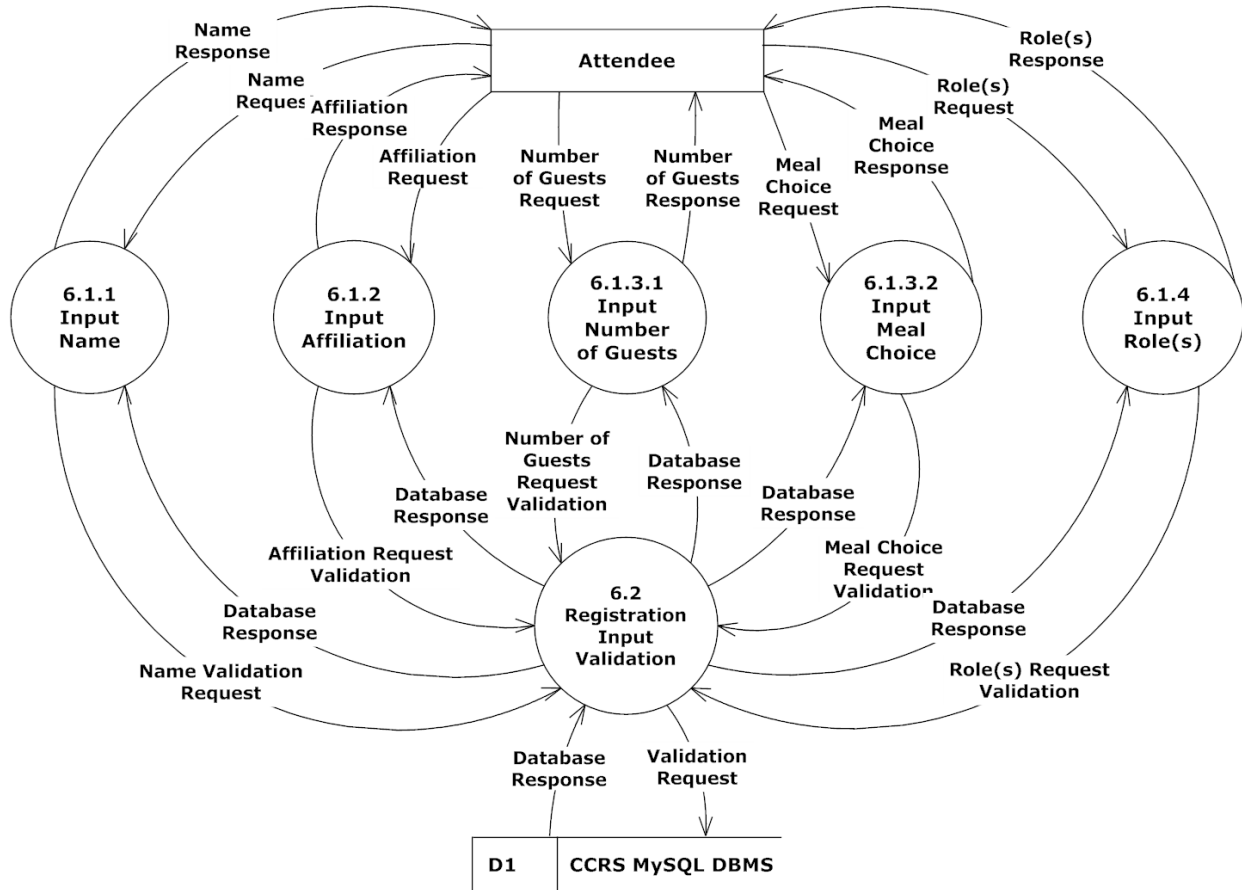 Name
Response
Name
Request
Affiliation
Response
Affiliation
Request
Attendee
Number
of Guests
Request
Number
of Guests
Response
Meal
Choice
Request
Meal
Choice
Response
Role(s)
Request
Role(s)
Response
6.1.1
Input
Name
6.1.2
Input
Affiliation
6.1.3.1
Input
Number
of Guests
6.1.3.2
Input
Meal
Choice
6.1.4
Input
Role(s)
Number of
Guests
Request
Validation
Database
Response
Database
Response
Database
Response
Affiliation Request
Validation
Meal Choice
Request
Validation
Database
Response
Database
Response
Name Validation
Request
6.2
Registration
Input
Validation
Role(s) Request
Validation
Database
Response
Validation
Request
D1
CCRS MySQL DBMS